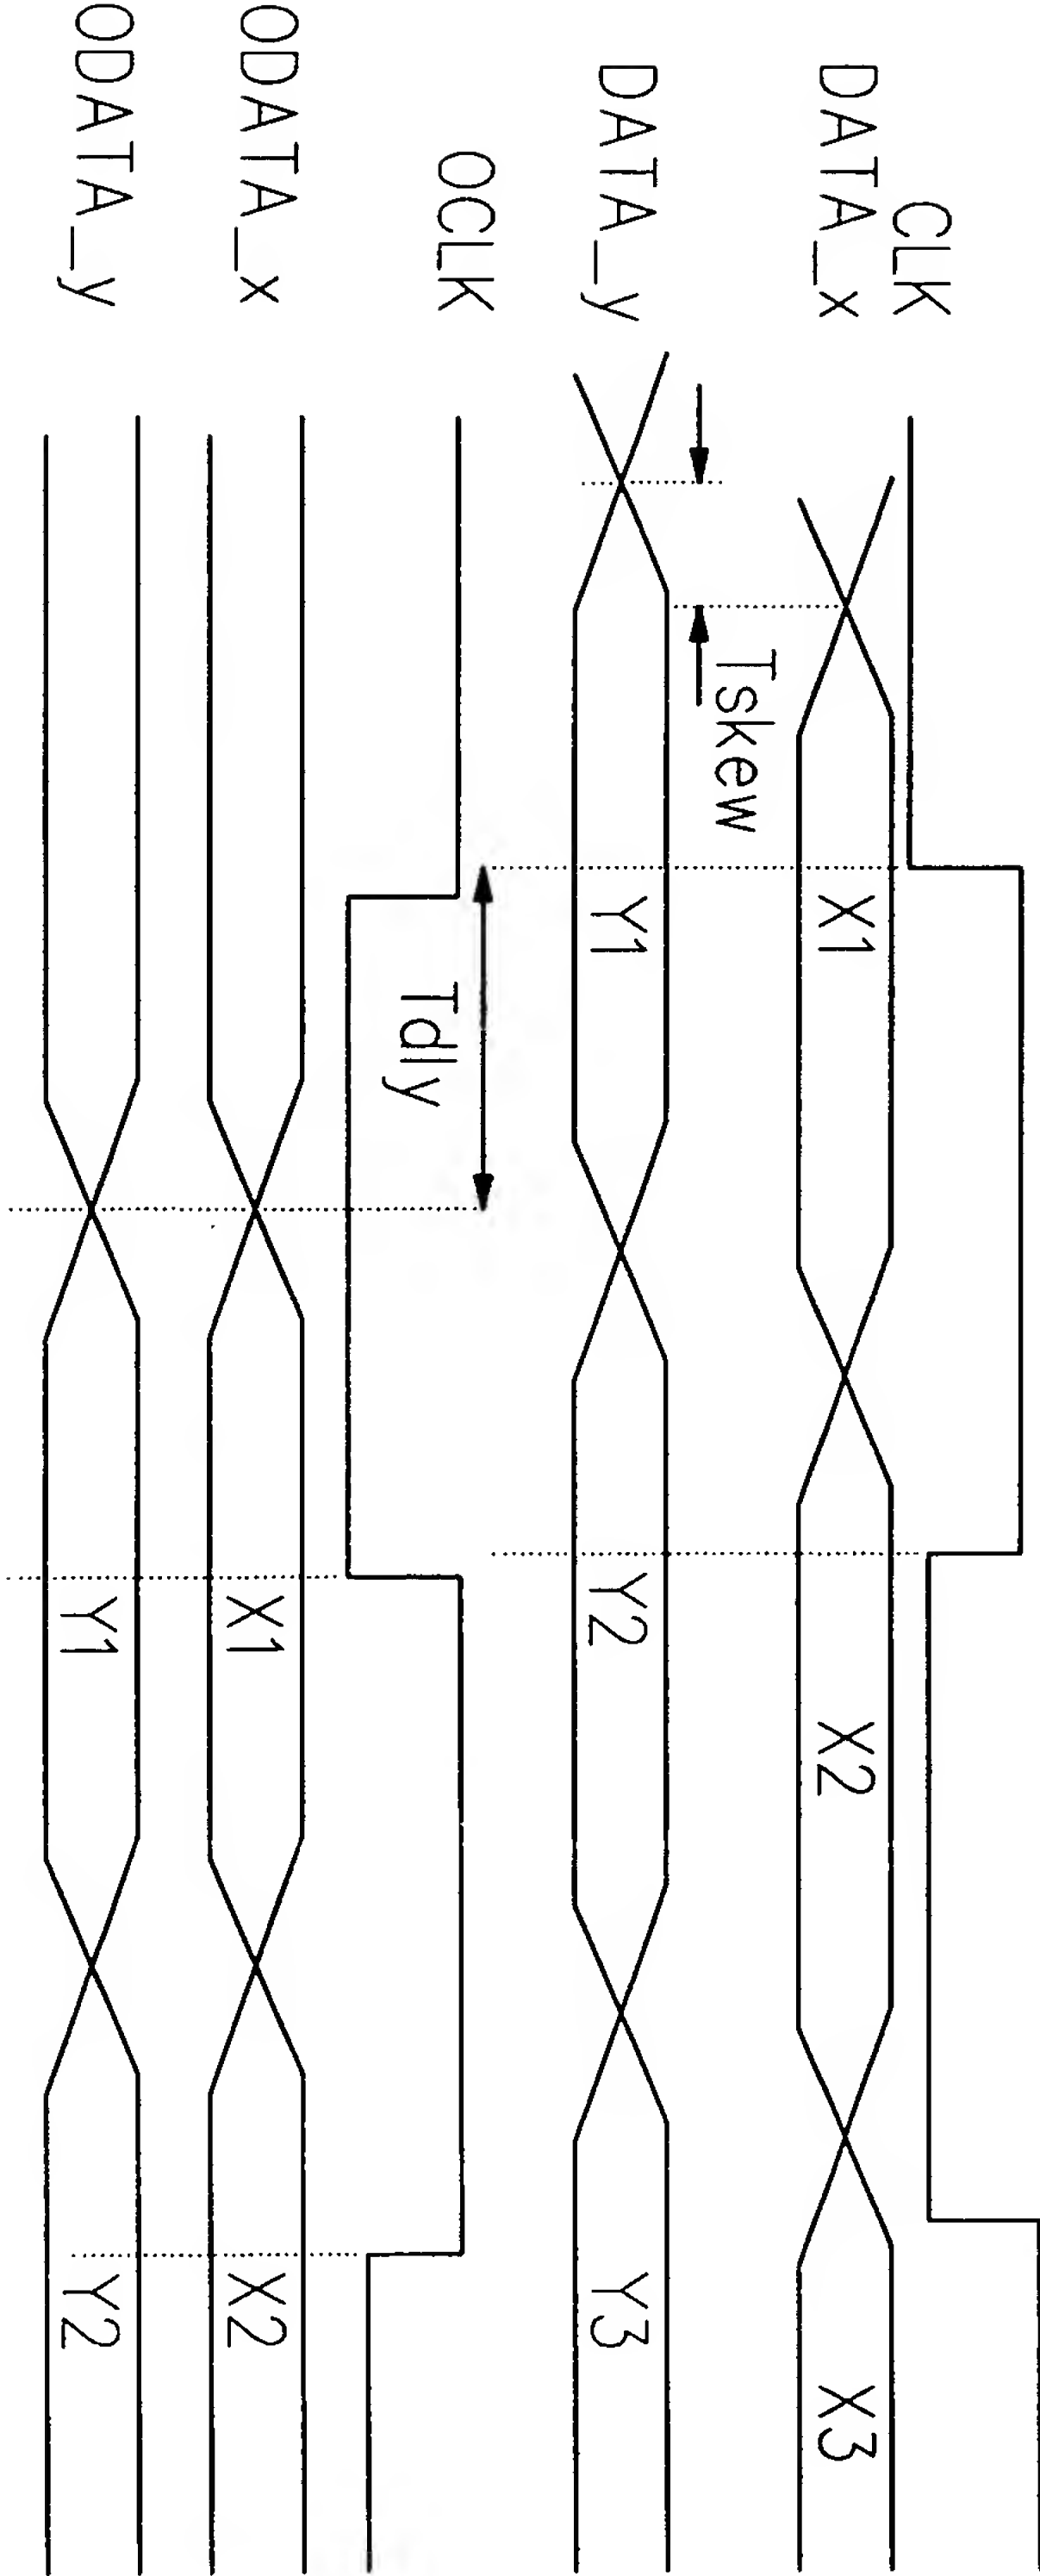 CLK
DATA_x X1 X2 X3
Tskew
DATA_y Y1 Y2 Y3
OCLK
Tdly
ODATA_x X1 X2
ODATA_y Y1 Y2